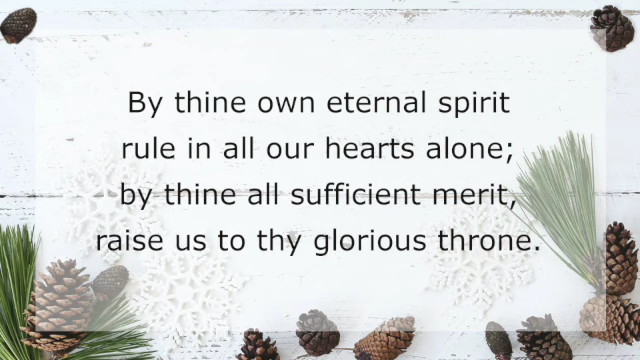 By thine own eternal spirit
rule in all our hearts alone;
by thine all sufficient merit,
raise us to thy glorious throne.